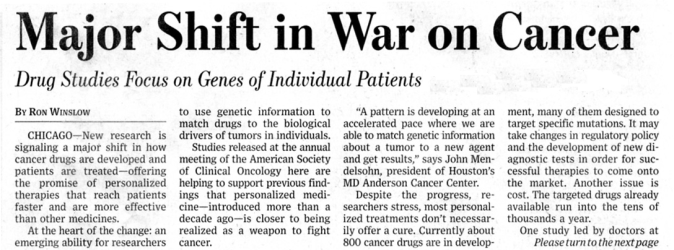 Major Shift in War on Cancer
Drug Studies Focus on Genes of Individual Patients
BY RON WINSLOW
CHICAGO—New research is
signaling a major shift in how
cancer drugs are developed and
patients are treated—offering
the promise of personalized
therapies that reach patients
faster and are more effective
than other medicines.
At the heart of the change: an
emerging ability for researchers
to use genetic information to
match drugs to the biological
drivers of tumors in individuals.
Studies released at the annual
meeting of the American Society
of Clinical Oncology here are
helping to support previous find-
ings that personalized medi-
cine—introduced more than a
decade ago—is closer to being
realized as a weapon to fight
cancer.
"A pattern is developing at an
accelerated pace where we are
able to match genetic information
about a tumor to a new agent
and get results," says John Men-
delsohn, president of Houston's
MD Anderson Cancer Center.
Despite the progress, re-
searchers stress, most personal-
ized treatments don't necessar-
ily offer a cure. Currently about
800 cancer drugs are in develop-
ment, many of them designed to
target specific mutations. It may
take changes in regulatory policy
and the development of new di-
agnostic tests in order for suc-
cessful therapies to come onto
the market. Another issue is
cost. The targeted drugs already
available run into the tens of
thousands a year.
One study led by doctors at
Please turn to the next page